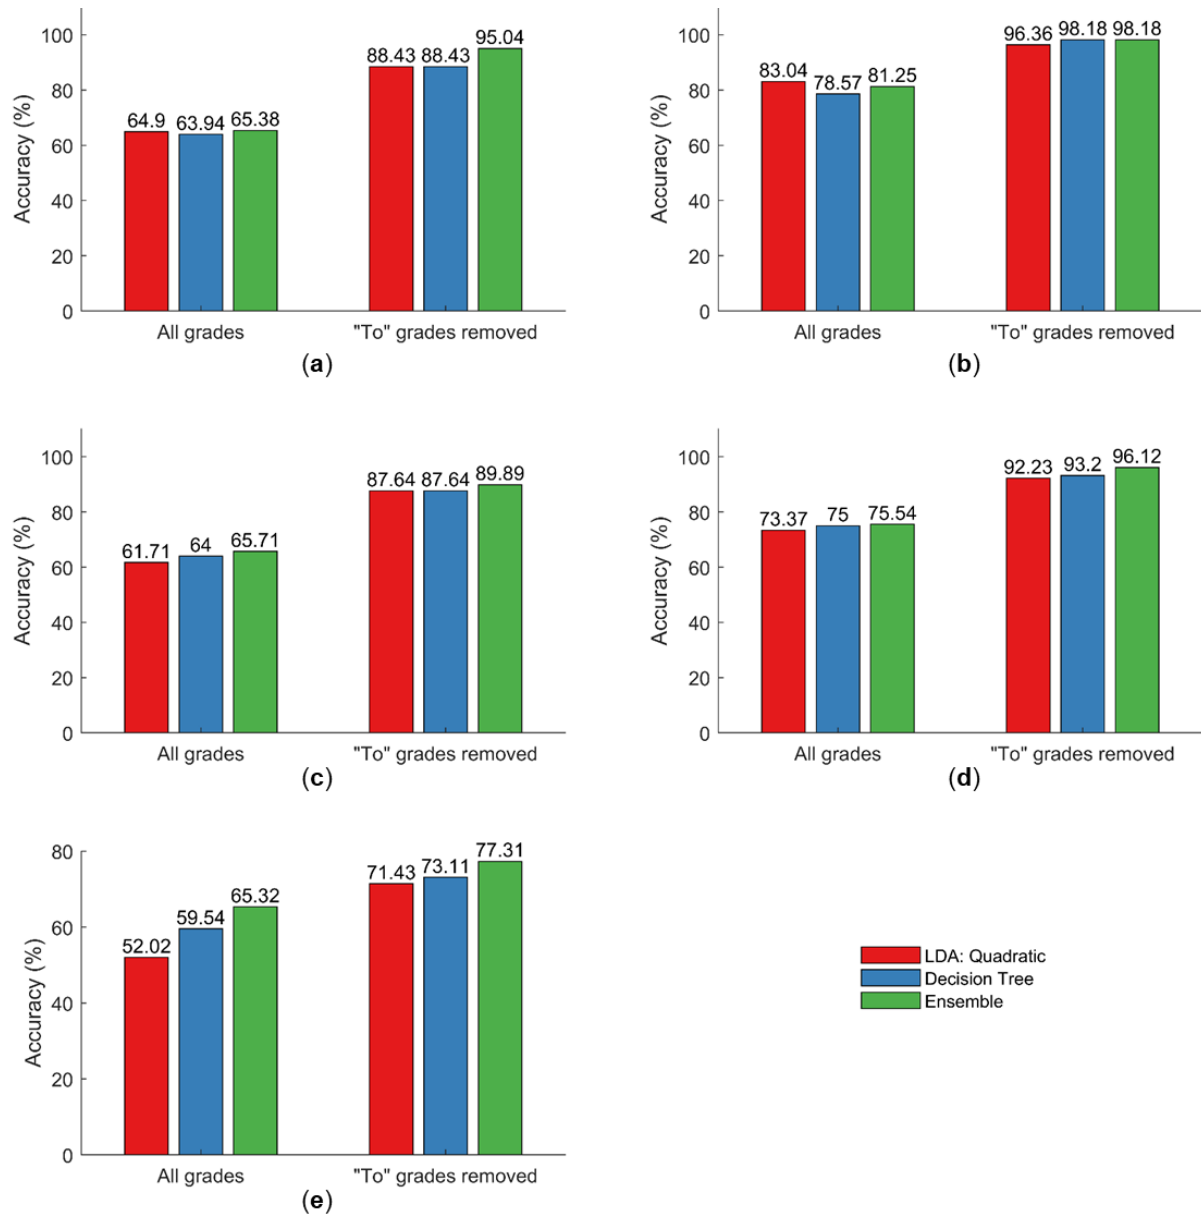 Accuracy (%)
100
80
60
40
20
0
64.9
63.94
65.38
88.43
88.43
95.04
All grades
"To" grades removed
(a)
Accuracy (%)
100
80
60
40
20
0
83.04
78.57
81.25
96.36
98.18
98.18
All grades
"To" grades removed
(b)
Accuracy (%)
100
80
60
40
20
0
61.71
64
65.71
87.64
87.64
89.89
All grades
"To" grades removed
(c)
Accuracy (%)
100
80
60
40
20
0
73.37
75
75.54
92.23
93.2
96.12
All grades
"To" grades removed
(d)
Accuracy (%)
80
60
40
20
0
52.02
59.54
65.32
71.43
73.11
77.31
All grades
"To" grades removed
(e)
LDA: Quadratic
Decision Tree
Ensemble